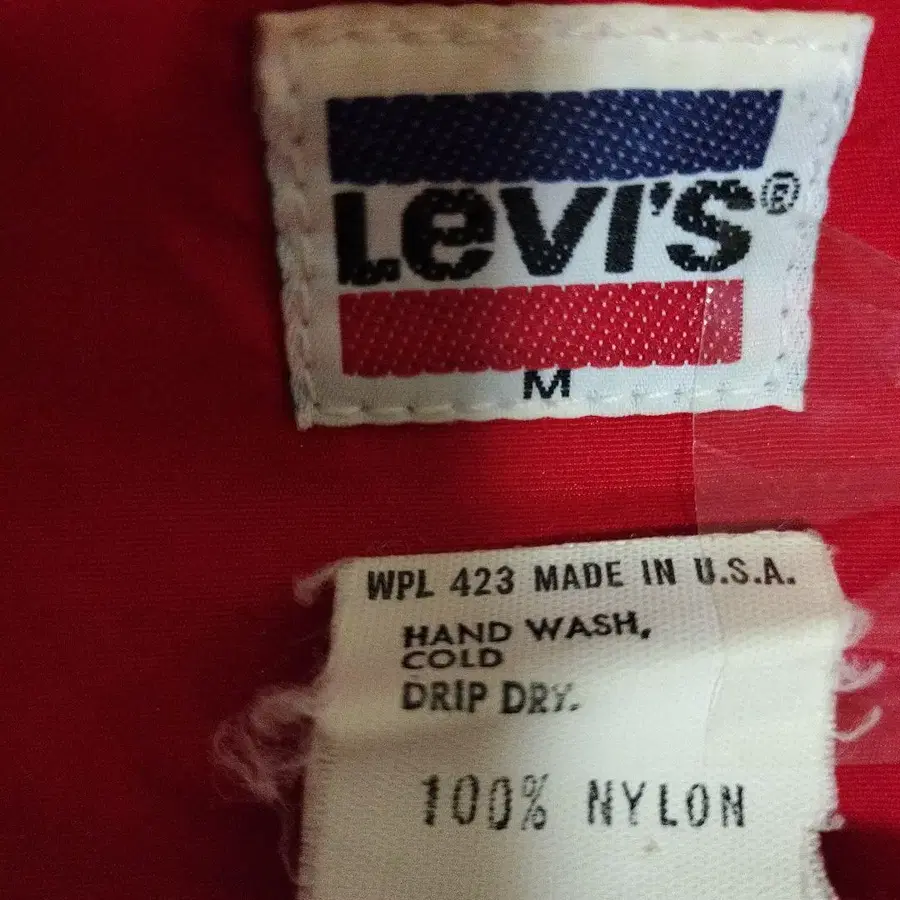 Levi's®
M
WPL 423 MADE IN U.S.A.
HAND WASH,
COLD
DRIP DRY.
100% NYLON